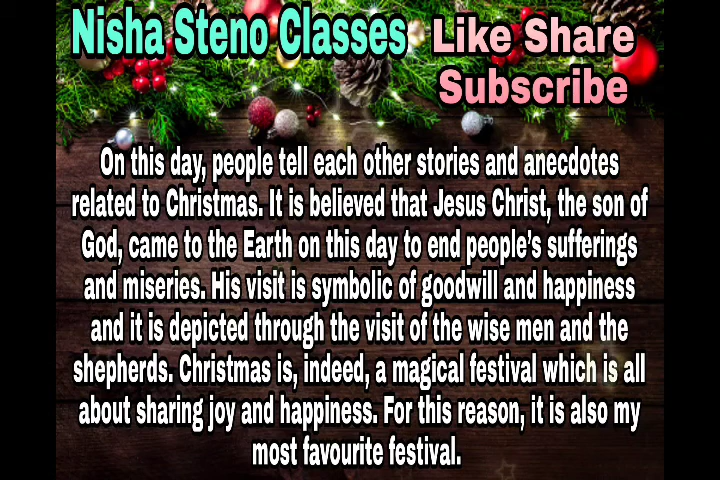 Nisha Steno Classes
Like Share
Subscribe
On this day, people tell each other stories and anecdotes
related to Christmas. It is believed that Jesus Christ, the son of
God, came to the Earth on this day to end people's sufferings
and miseries. His visit is symbolic of goodwill and happiness
and it is depicted through the visit of the wise men and the
shepherds. Christmas is, indeed, a magical festival which is all
about sharing joy and happiness. For this reason, it is also my
most favourite festival.